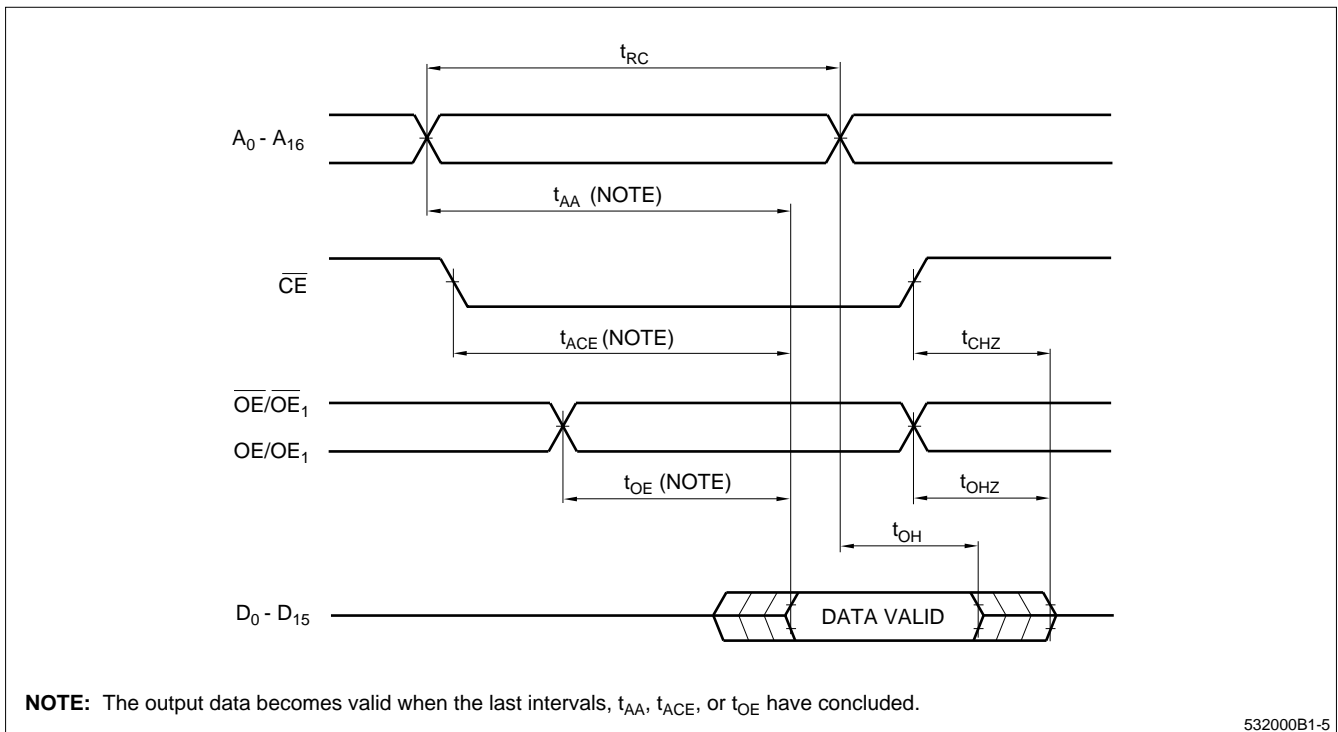 tRC
A0 - A16
tAA (NOTE)
CE
tACE (NOTE)
tCHZ
OE/OE1
OE/OE1
tOE (NOTE)
tOHZ
tOH
D0 - D15
DATA VALID
NOTE: The output data becomes valid when the last intervals, tAA, tACE, or tOE have concluded.
532000B1-5